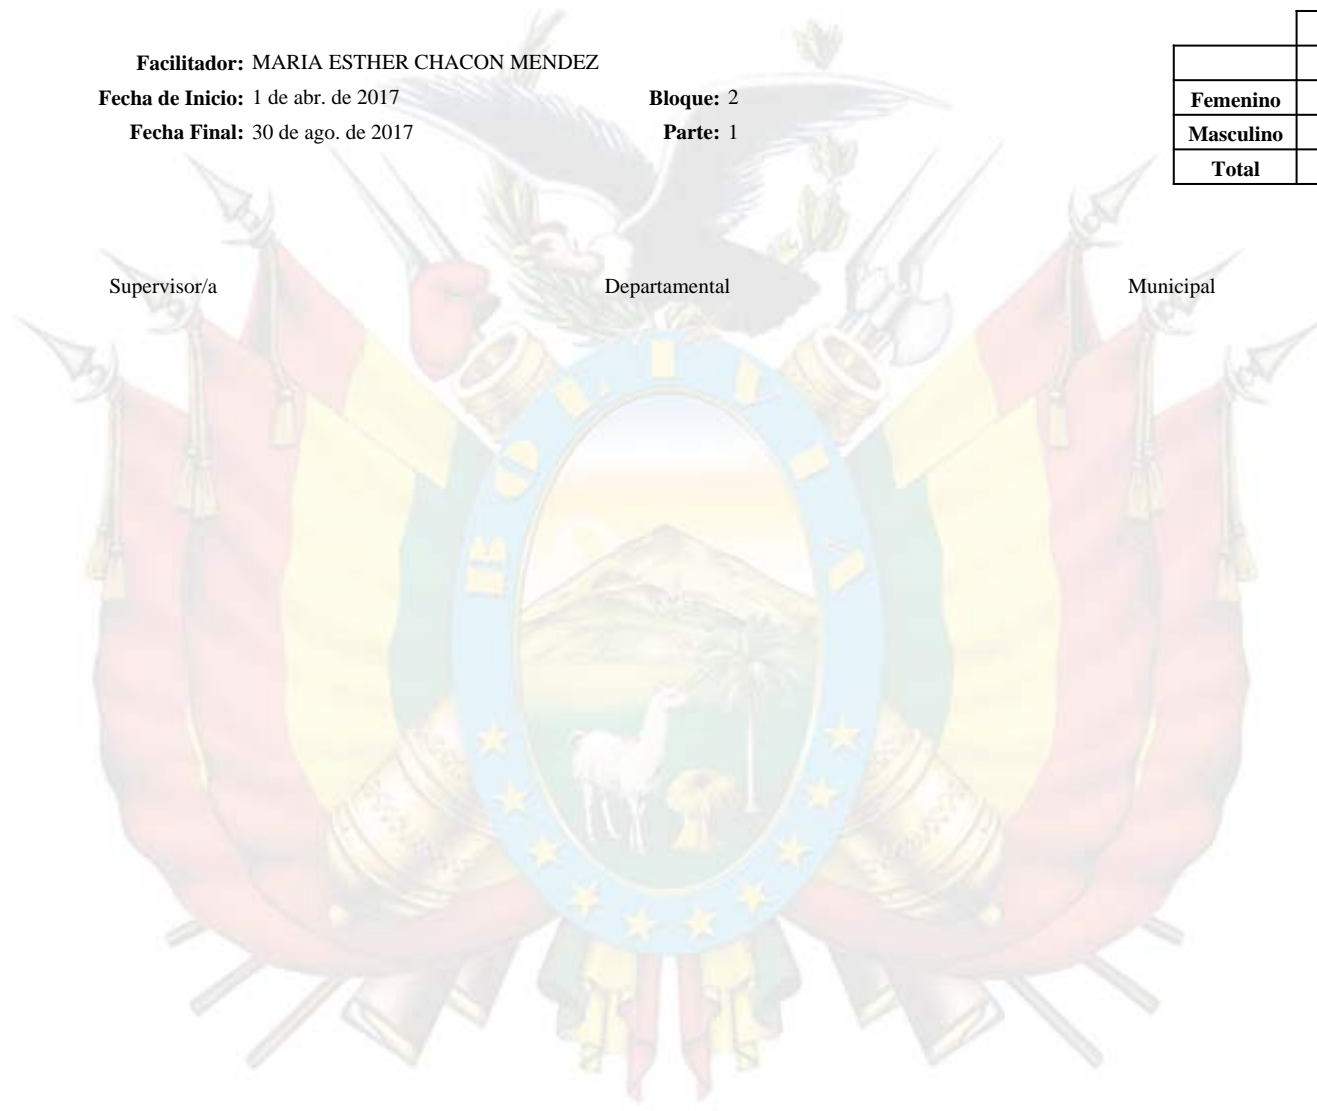 Facilitador: MARIA ESTHER CHACON MENDEZ
Fecha de Inicio: 1 de abr. de 2017 Bloque: 2
Fecha Final: 30 de ago. de 2017 Parte: 1
Femenino
Masculino
Total
Supervisor/a Departamental Municipal
BOLIVIA